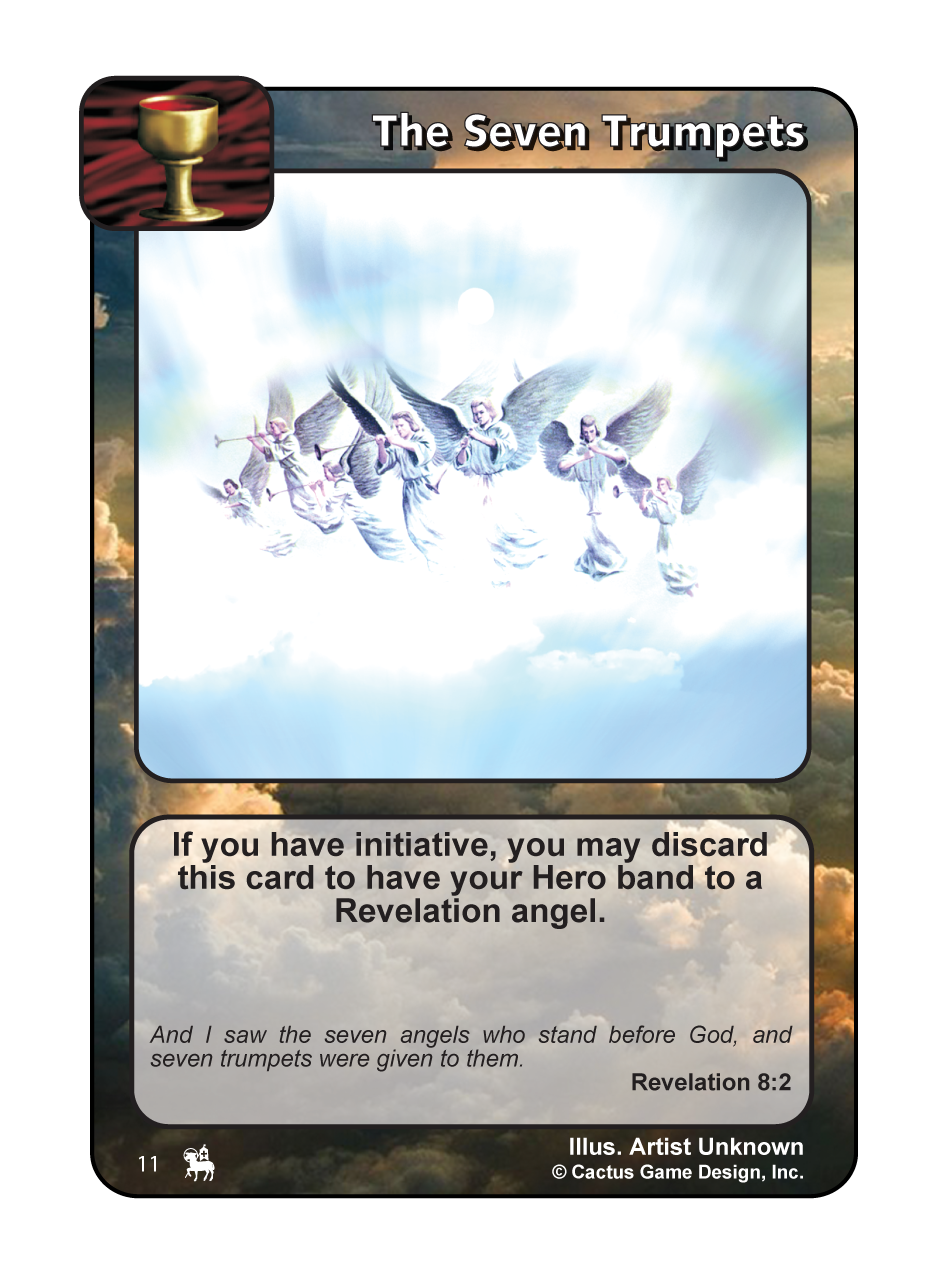 The Seven Trumpets
If you have initiative, you may discard
this card to have your Hero band to a
Revelation angel.
And I saw the seven angels who stand before God, and
seven trumpets were given to them.
Revelation 8:2
11
Illus. Artist Unknown
© Cactus Game Design, Inc.